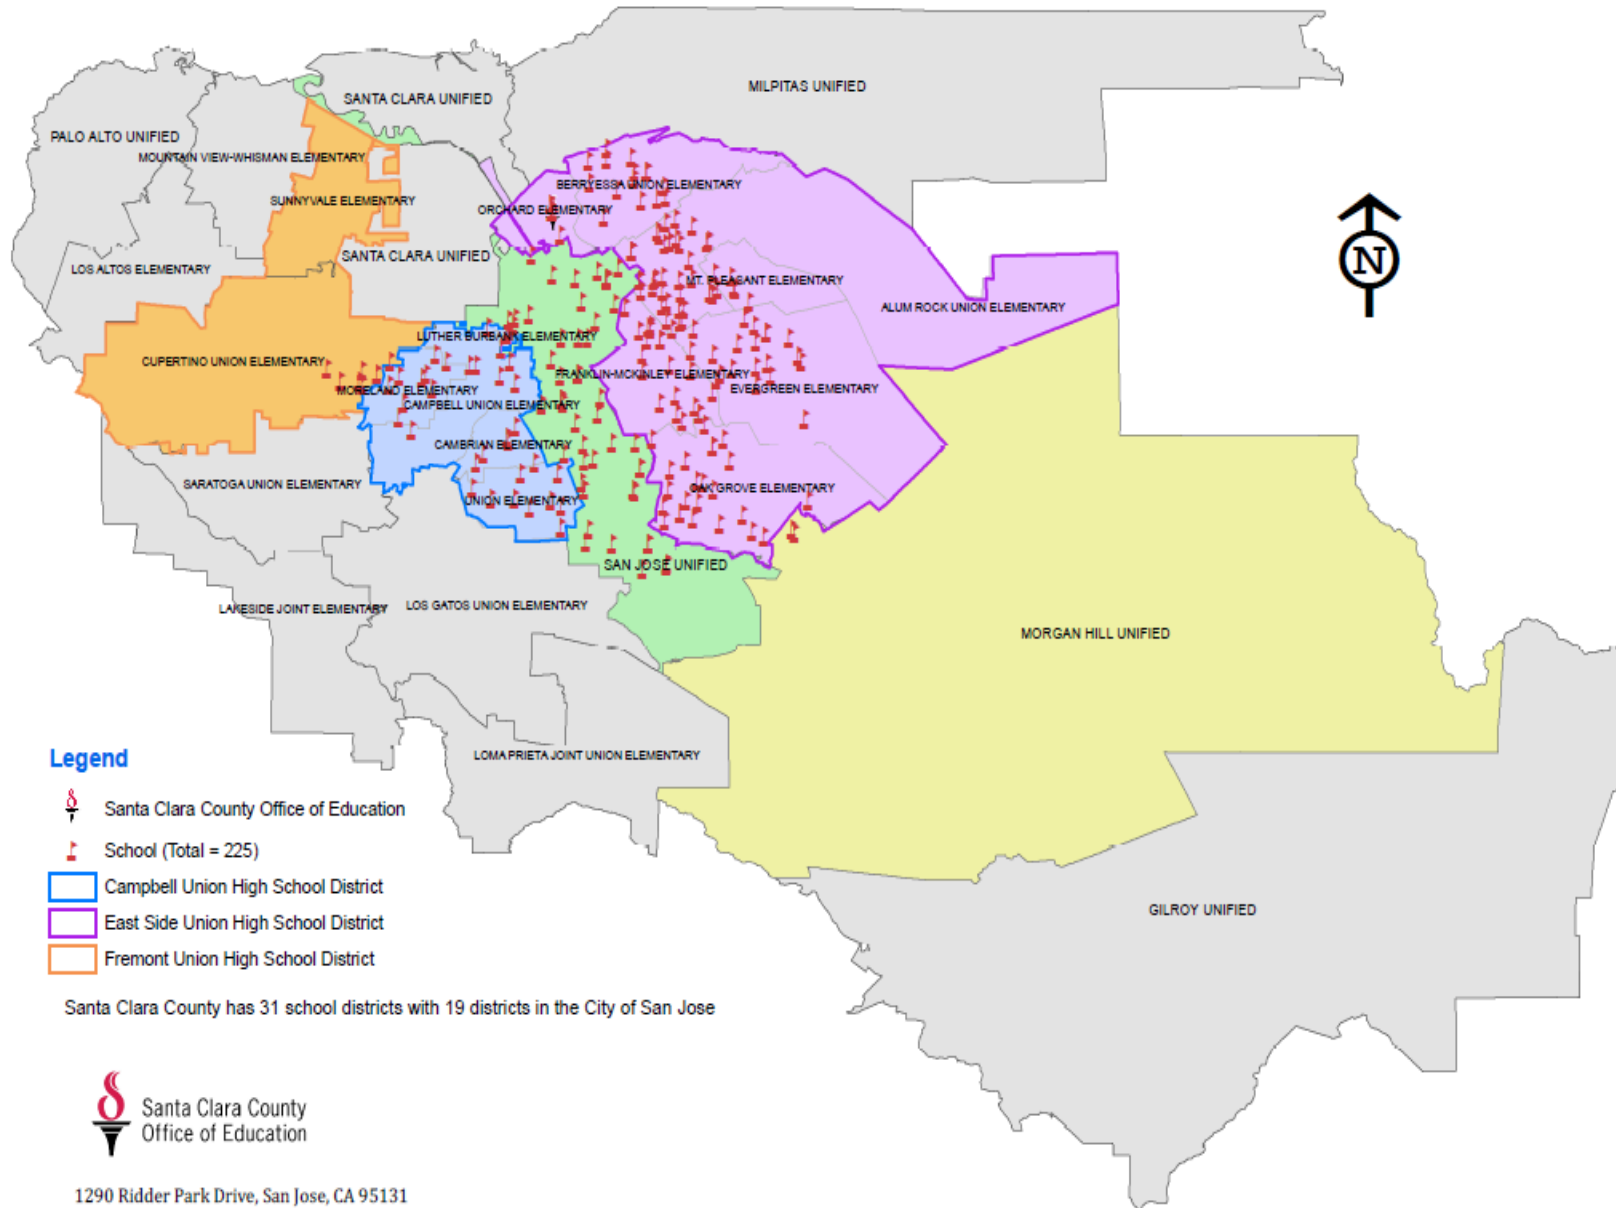 MILPITAS UNIFIED
SANTA CLARA UNIFIED
PALO ALTO UNIFIED
MOUNTAIN VIEW-WHISMAN ELEMENTARY
BERRYESSA UNION ELEMENTARY
SUNNYVALE ELEMENTARY
ORCHARD ELEMENTARY
SANTA CLARA UNIFIED
LOS ALTOS ELEMENTARY
MT. PLEASANT ELEMENTARY
ALUM ROCK UNION ELEMENTARY
N
LUTHER BURBANK ELEMENTARY
CUPERTINO UNION ELEMENTARY
FRANKLIN-MCKINLEY ELEMENTARY
EVERGREEN ELEMENTARY
MORELAND ELEMENTARY
CAMPBELL UNION ELEMENTARY
CAMBRIAN ELEMENTARY
SARATOGA UNION ELEMENTARY
OAK GROVE ELEMENTARY
UNION ELEMENTARY
SAN JOSE UNIFIED
LAKESIDE JOINT ELEMENTARY
LOS GATOS UNION ELEMENTARY
MORGAN HILL UNIFIED
LOMA PRIETA JOINT UNION ELEMENTARY
GILROY UNIFIED
Legend
Santa Clara County Office of Education
School (Total = 225)
Campbell Union High School District
East Side Union High School District
Fremont Union High School District
Santa Clara County has 31 school districts with 19 districts in the City of San Jose
Santa Clara County
Office of Education
1290 Ridder Park Drive, San Jose, CA 95131